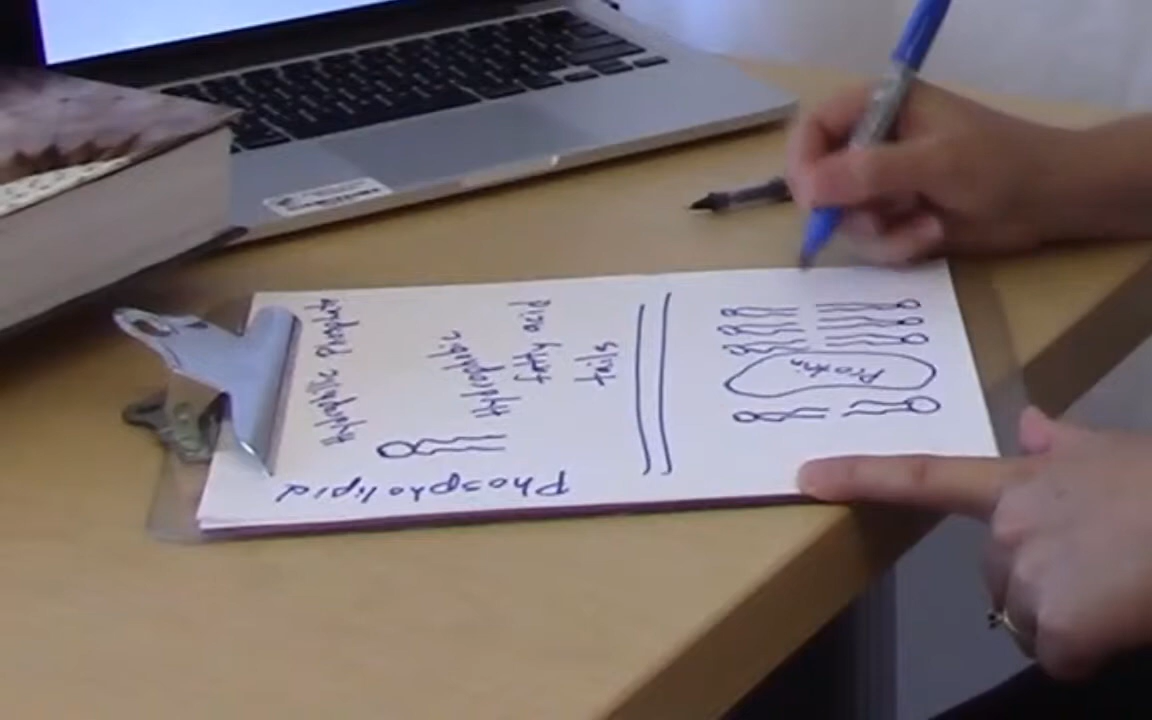 Phospholipid
Hydrophilic Phosphate
Hydrophobic
fatty acid
tails
Protein